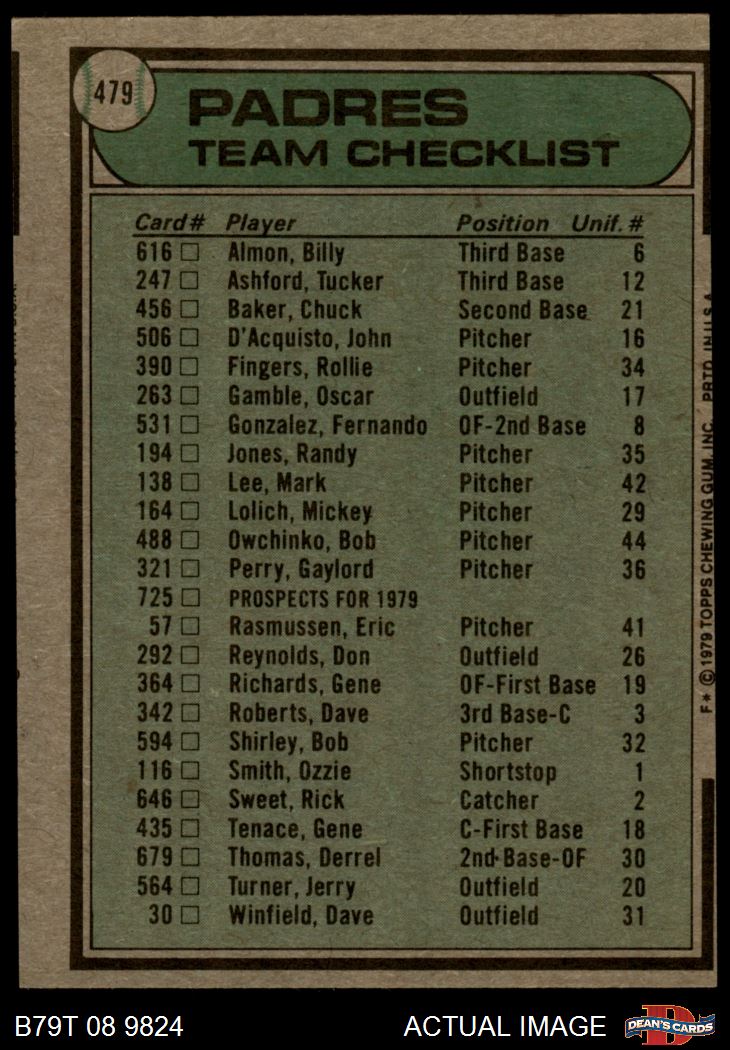 479
PADRES
TEAM CHECKLIST
Card# Player Position Unif. #
616 Almon, Billy Third Base 6
247 Ashford, Tucker Third Base 12
456 Baker, Chuck Second Base 21
506 D'Acquisto, John Pitcher 16
390 Fingers, Rollie Pitcher 34
263 Gamble, Oscar Outfield 17
531 Gonzalez, Fernando OF-2nd Base 8
194 Jones, Randy Pitcher 35
138 Lee, Mark Pitcher 42
164 Lolich, Mickey Pitcher 29
488 Owchinko, Bob Pitcher 44
321 Perry, Gaylord Pitcher 36
725 PROSPECTS FOR 1979
57 Rasmussen, Eric Pitcher 41
292 Reynolds, Don Outfield 26
364 Richards, Gene OF-First Base 19
342 Roberts, Dave 3rd Base-C 3
594 Shirley, Bob Pitcher 32
116 Smith, Ozzie Shortstop 1
646 Sweet, Rick Catcher 2
435 Tenace, Gene C-First Base 18
679 Thomas, Derrel 2nd-Base-OF 30
564 Turner, Jerry Outfield 20
30 Winfield, Dave Outfield 31
F* © 1979 TOPPS CHEWING GUM, INC. PRTD. IN U.S.A.
B79T 08 9824 ACTUAL IMAGE
DEAN'S CARDS